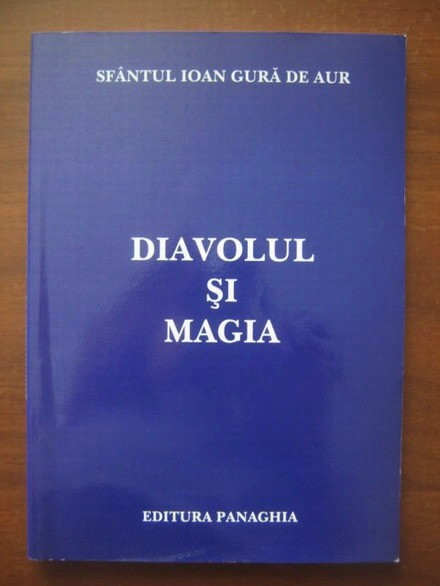 SFÂNTUL IOAN GURĂ DE AUR
DIAVOLUL
ŞI
MAGIA
EDITURA PANAGHIA